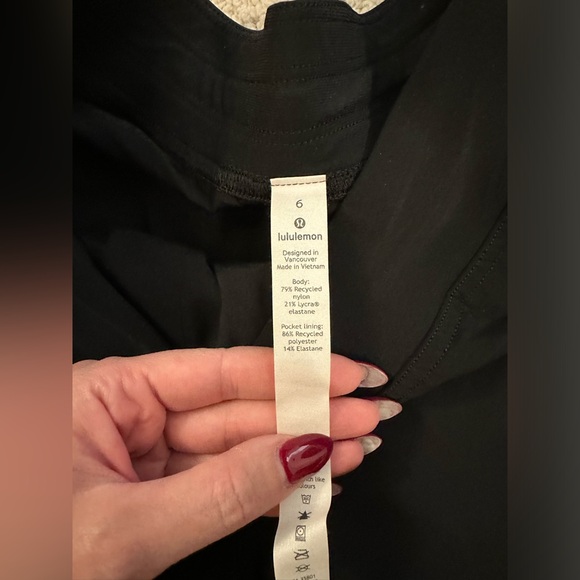 6
lululemon
Designed in
Vancouver
Made in Vietnam
Body:
79% Recycled
nylon
21% Lycra®
elastane
Pocket lining:
86% Recycled
polyester
14% Elastane
like